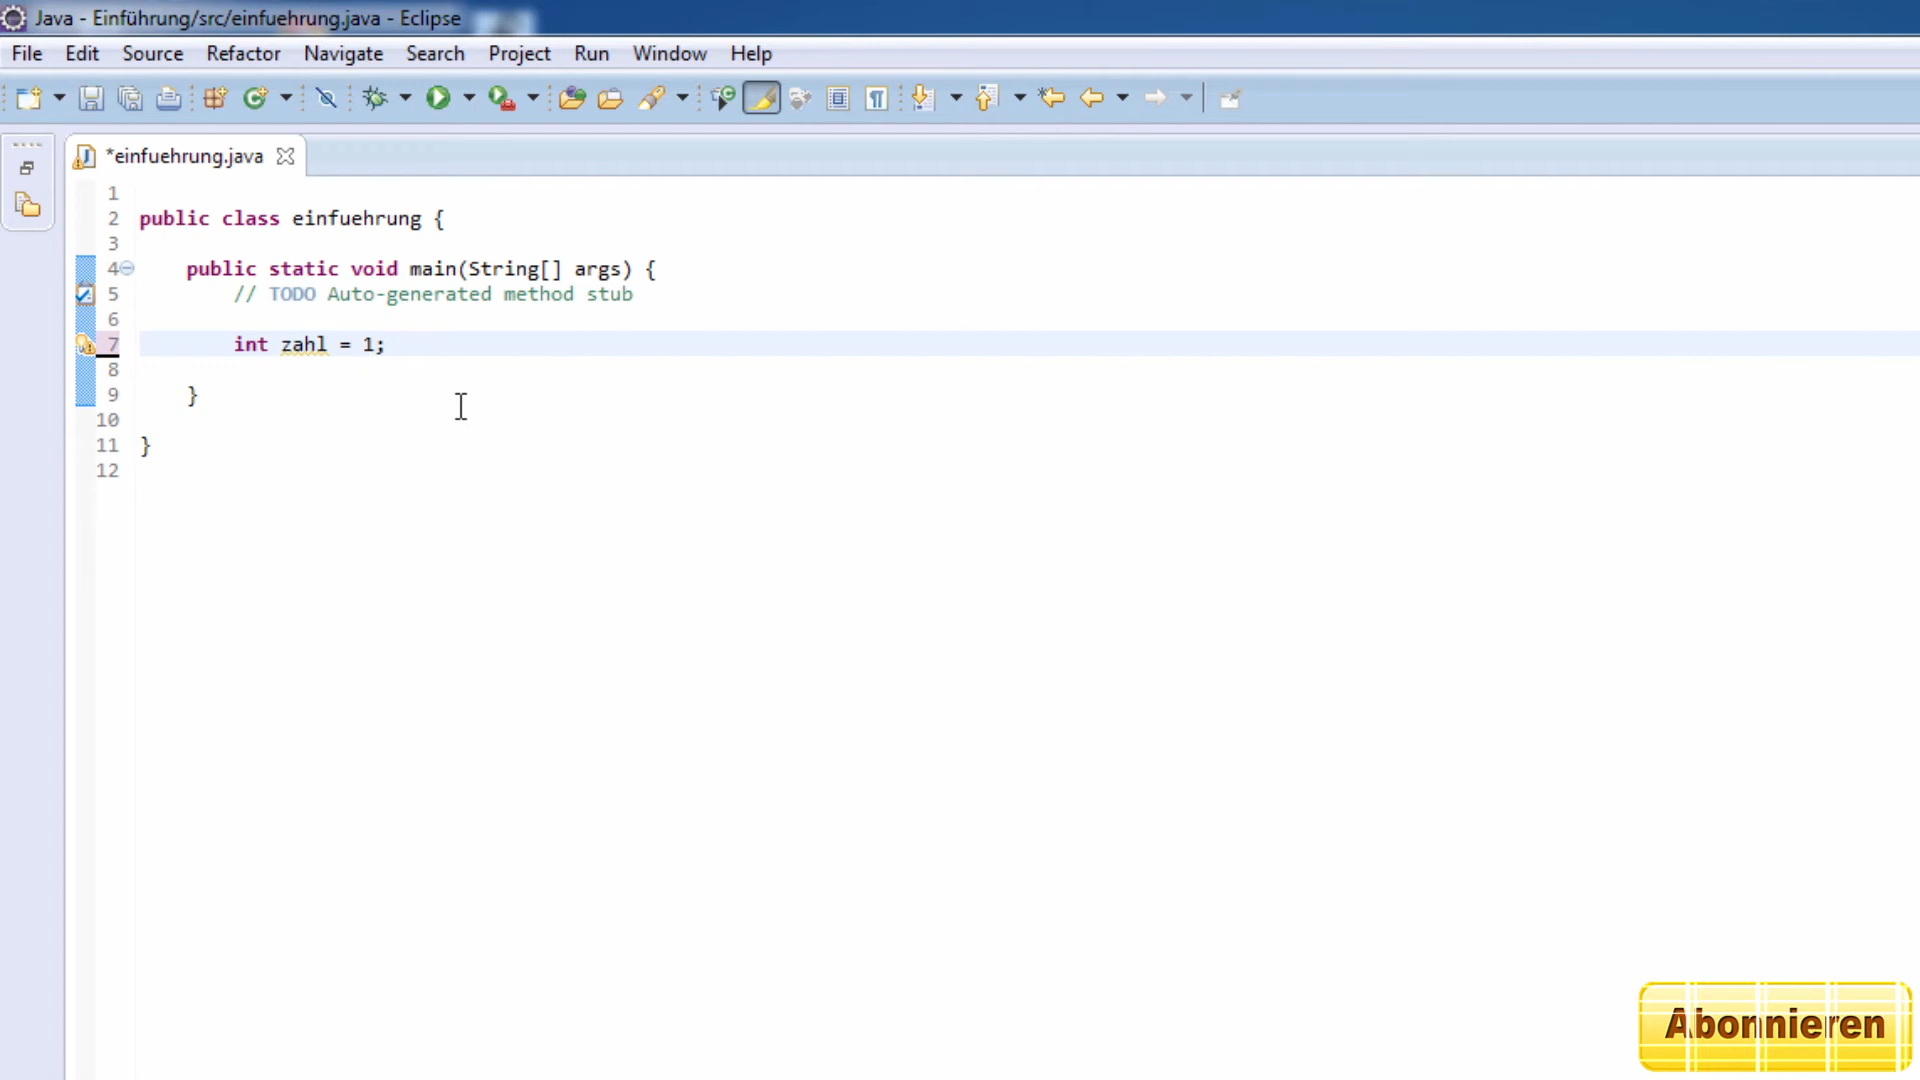 Java - Einführung/src/einfuehrung.java - Eclipse
File Edit Source Refactor Navigate Search Project Run Window Help
*einfuehrung.java
1
2 public class einfuehrung {
3
4 public static void main(String[] args) {
5 // TODO Auto-generated method stub
6
7 int zahl = 1;
8
9 }
10
11 }
12
Abonnieren